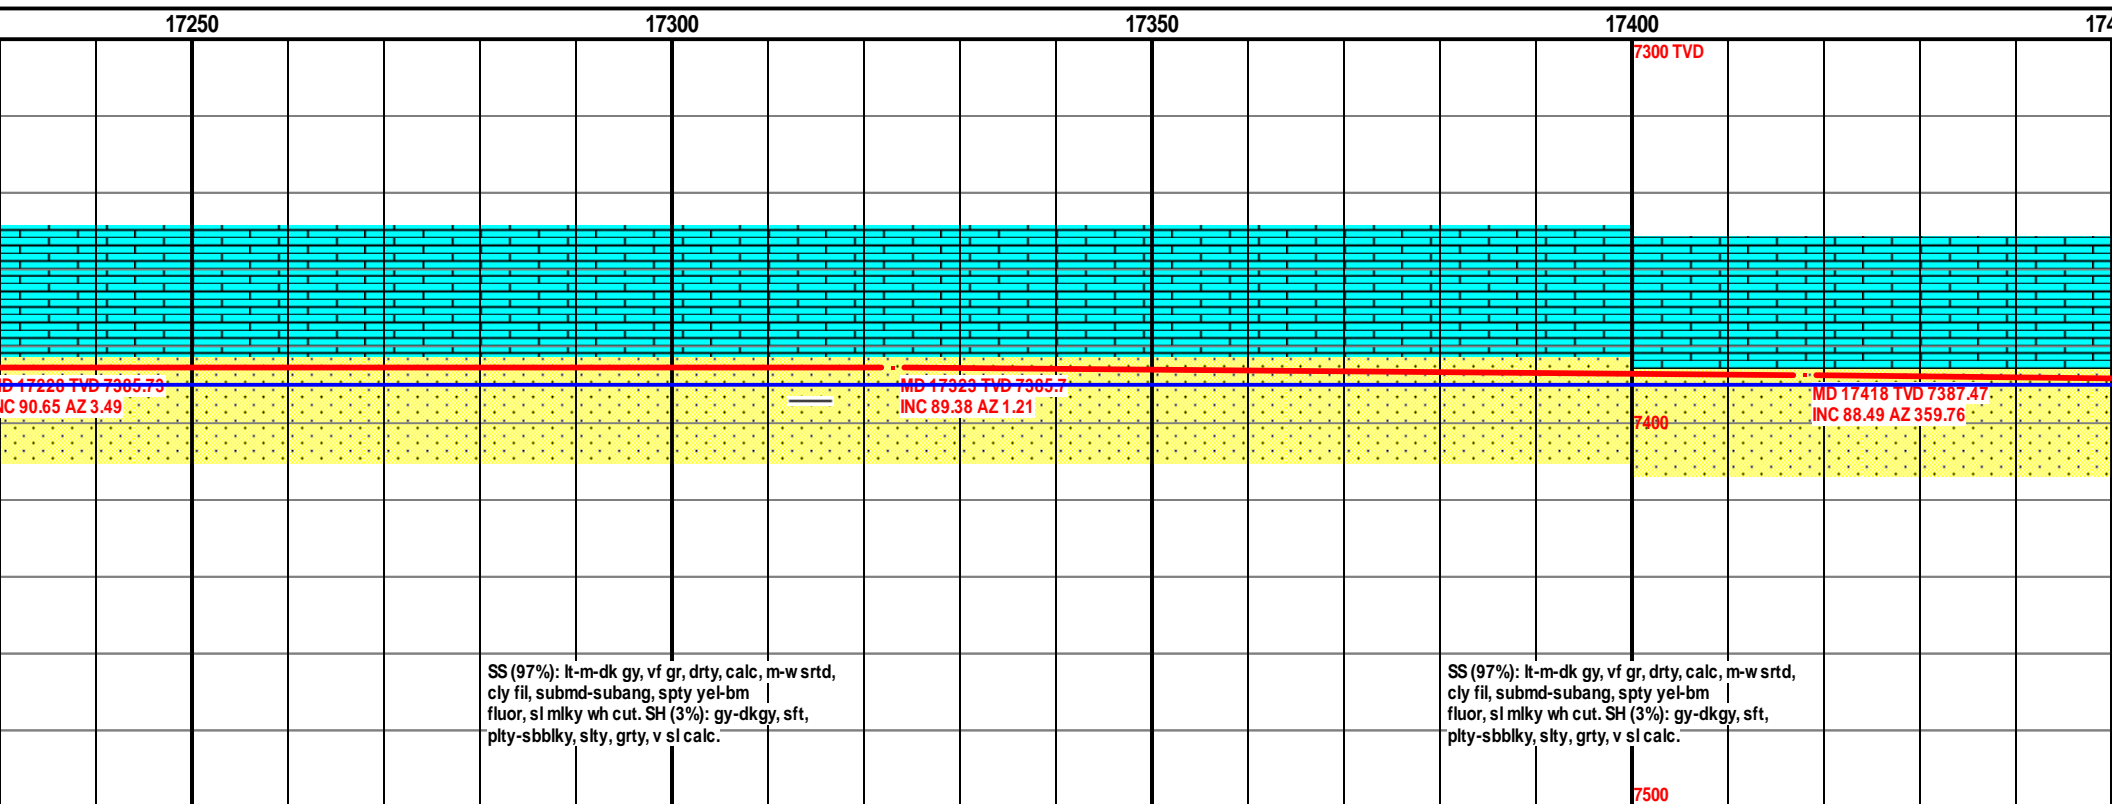 17250 17300 17350 17400 174
7300 TVD
MD 17228 TVD 7385.73
NC 90.65 AZ 3.49
MD 17323 TVD 7385.7
INC 89.38 AZ 1.21
MD 17418 TVD 7387.47
INC 88.49 AZ 359.76
7400
SS (97%): lt-m-dk gy, vf gr, drty, calc, m-w srtd,
cly fil, submd-subang, spty yel-bm
fluor, sl mlky wh cut. SH (3%): gy-dkgy, sft,
plty-sbblky, slty, grty, v sl calc.
SS (97%): lt-m-dk gy, vf gr, drty, calc, m-w srtd,
cly fil, submd-subang, spty yel-bm
fluor, sl mlky wh cut. SH (3%): gy-dkgy, sft,
plty-sbblky, slty, grty, v sl calc.
7500